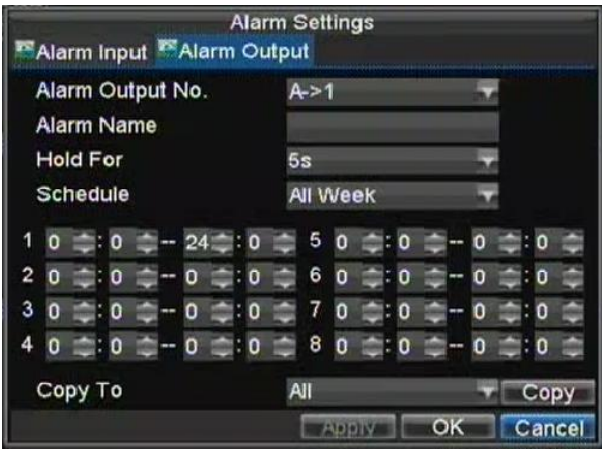 Alarm Settings
Alarm Input Alarm Output
Alarm Output No. A->1
Alarm Name
Hold For 5s
Schedule All Week
1 0 : 0 -- 24 : 0 5 0 : 0 -- 0 : 0
2 0 : 0 -- 0 : 0 6 0 : 0 -- 0 : 0
3 0 : 0 -- 0 : 0 7 0 : 0 -- 0 : 0
4 0 : 0 -- 0 : 0 8 0 : 0 -- 0 : 0
Copy To All Copy
Apply OK Cancel